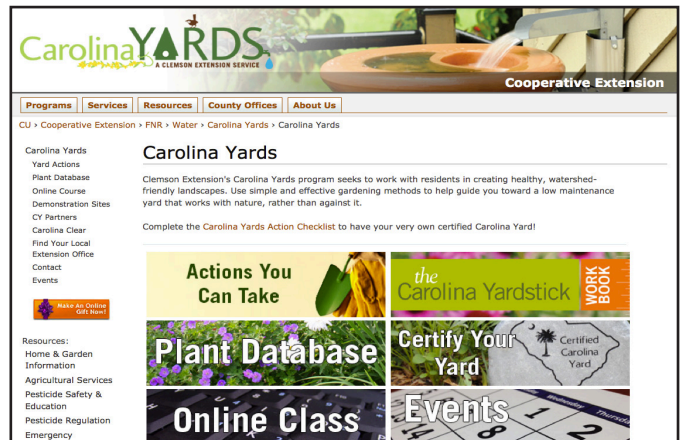 Carolina YARDS
A CLEMSON EXTENSION SERVICE
Cooperative Extension
Programs Services Resources County Offices About Us
CU › Cooperative Extension › FNR › Water › Carolina Yards › Carolina Yards
Carolina Yards
Yard Actions
Plant Database
Online Course
Demonstration Sites
CY Partners
Carolina Clear
Find Your Local
Extension Office
Contact
Events
Make An Online
Gift Now!
Resources:
Home & Garden
Information
Agricultural Services
Pesticide Safety &
Education
Pesticide Regulation
Emergency
Carolina Yards
Clemson Extension's Carolina Yards program seeks to work with residents in creating healthy, watershed-
friendly landscapes. Use simple and effective gardening methods to help guide you toward a low maintenance
yard that works with nature, rather than against it.
Complete the Carolina Yards Action Checklist to have your very own certified Carolina Yard!
Actions You
Can Take
the
Carolina Yardstick
WORK
BOOK
Plant Database
Certify Your
Yard
Certified
Carolina
Yard
Online Class
Events
Wednesday
Thursday
1
2
8